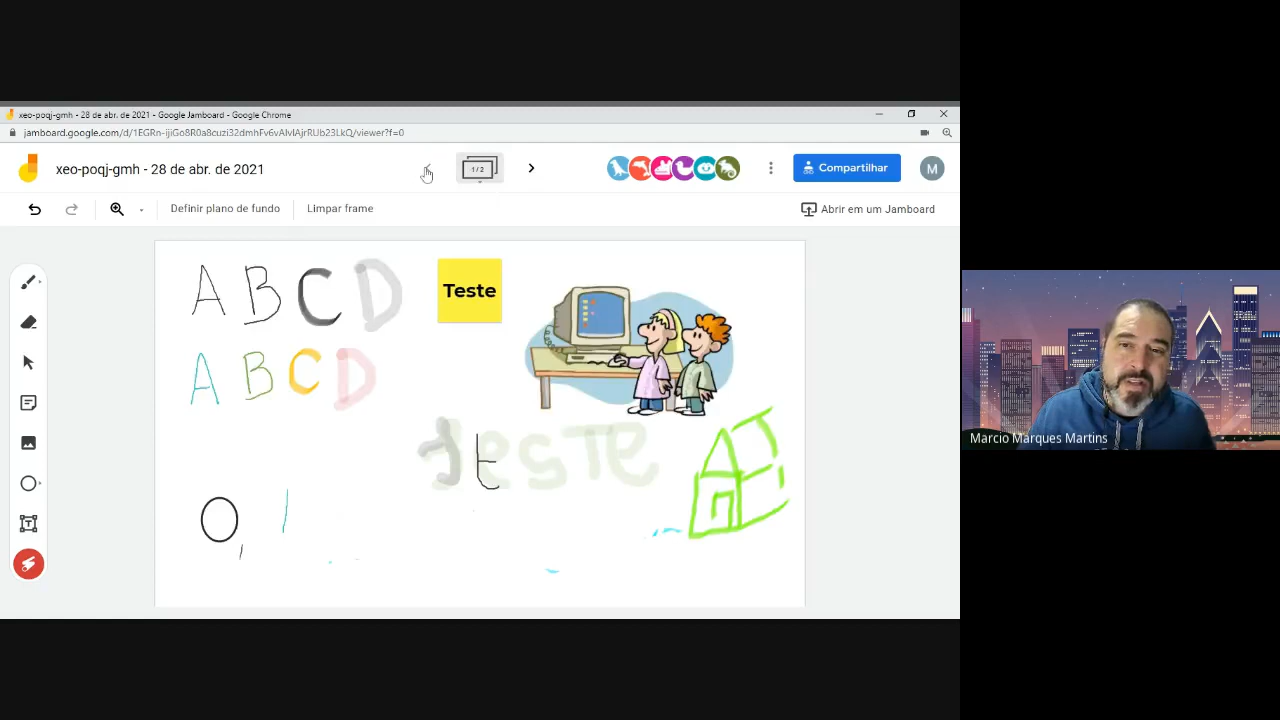 xeo-poqj-gmh - 28 de abr. de 2021 - Google Jamboard - Google Chrome
jamboard.google.com/d/1EGRn-ijiGo8R0a8cuzi32dmhFv6vAlvlAjrRUb23LkQ/viewer?f=0
xeo-poqj-gmh - 28 de abr. de 2021
1/2
Compartilhar
M
Definir plano de fundo
Limpar frame
Abrir em um Jamboard
A B C D
Teste
A B C D
teste
t
O,
Marcio Marques Martins